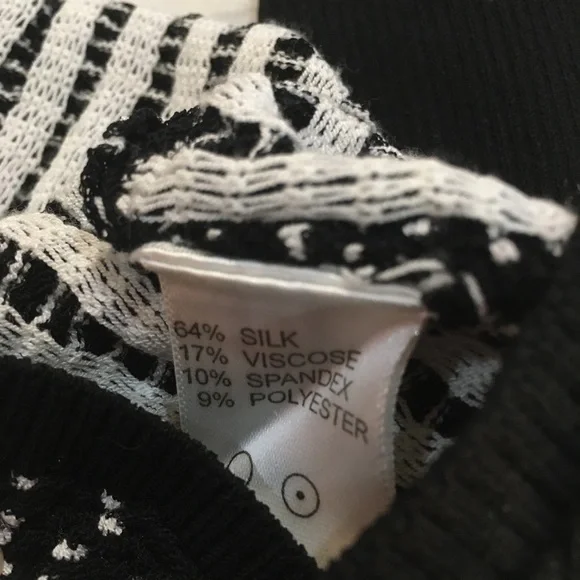 64% SILK
17% VISCOSE
10% SPANDEX
9% POLYESTER